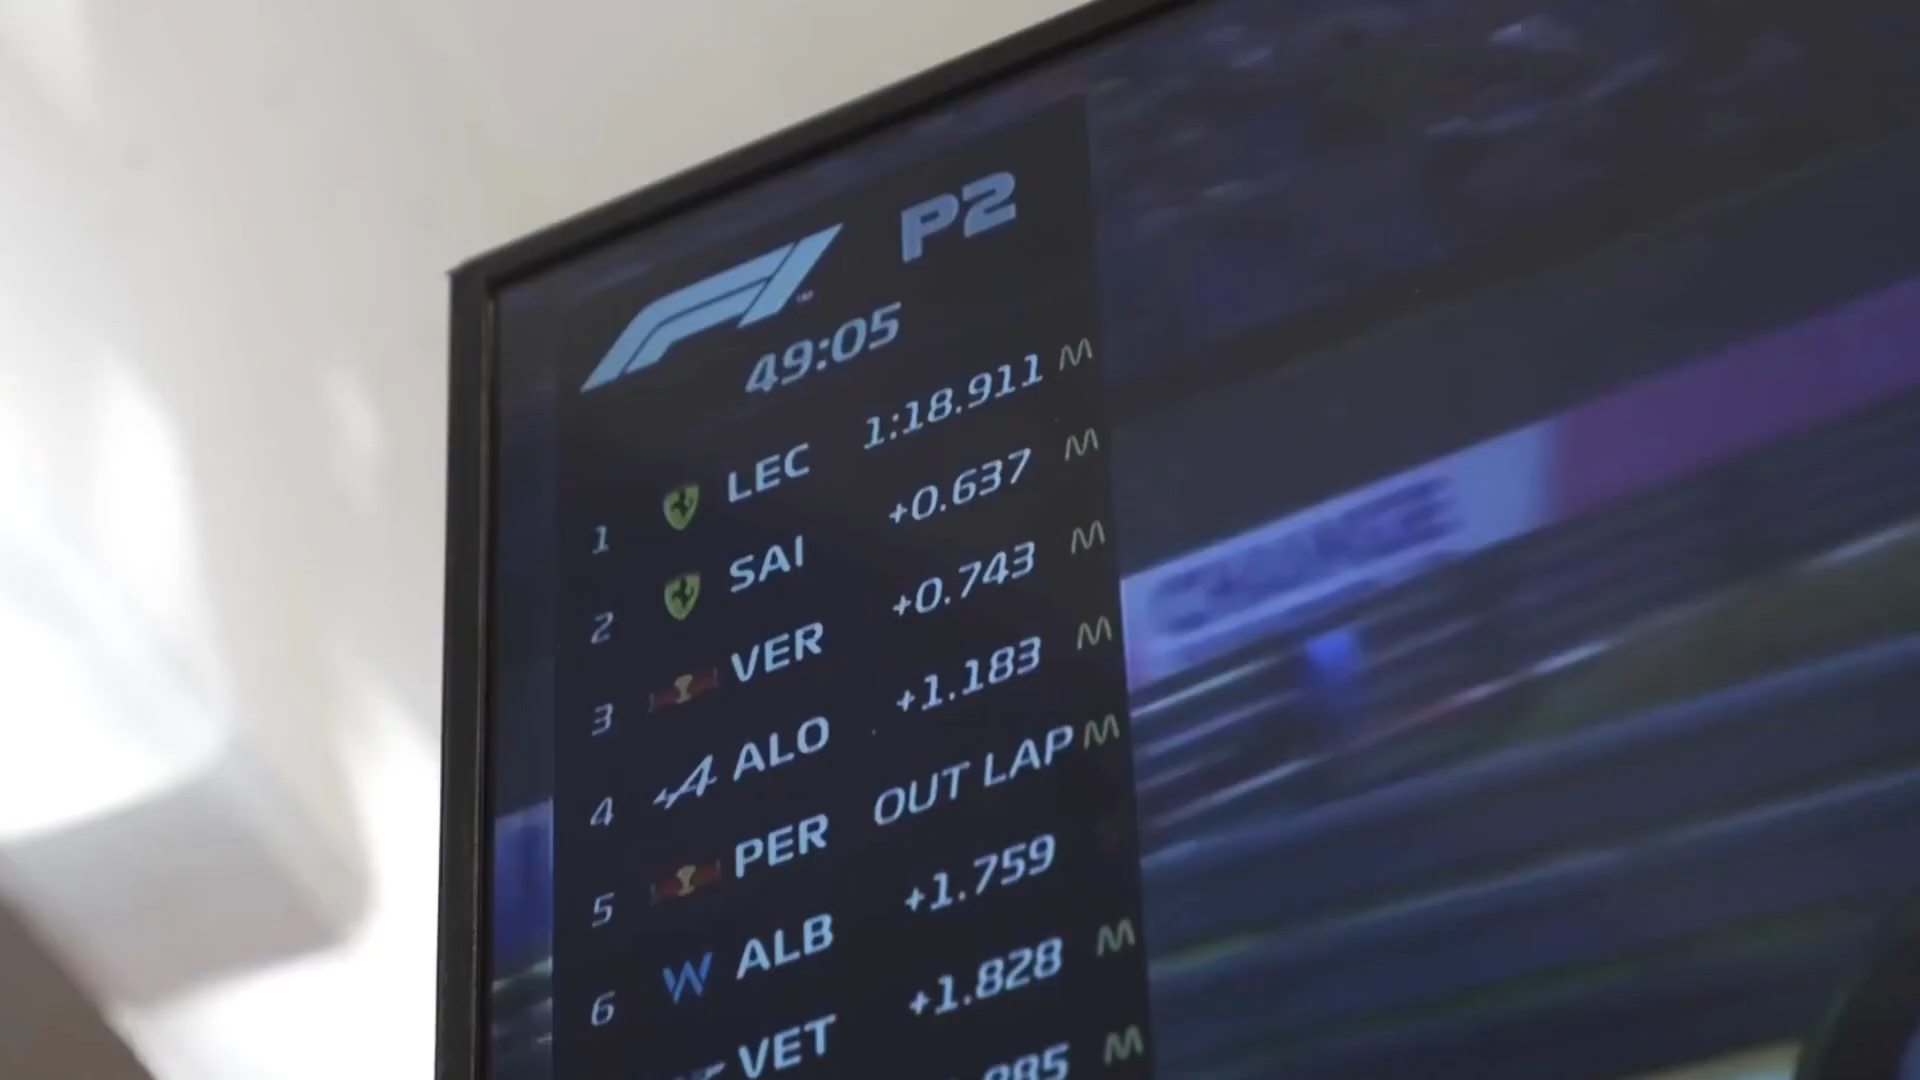 F1 P2
49:05
1 LEC 1:18.911 M
2 SAI +0.637 M
3 VER +0.743 M
4 ALO +1.183 M
5 PER OUT LAP M
6 W ALB +1.759
VET +1.828 M
M